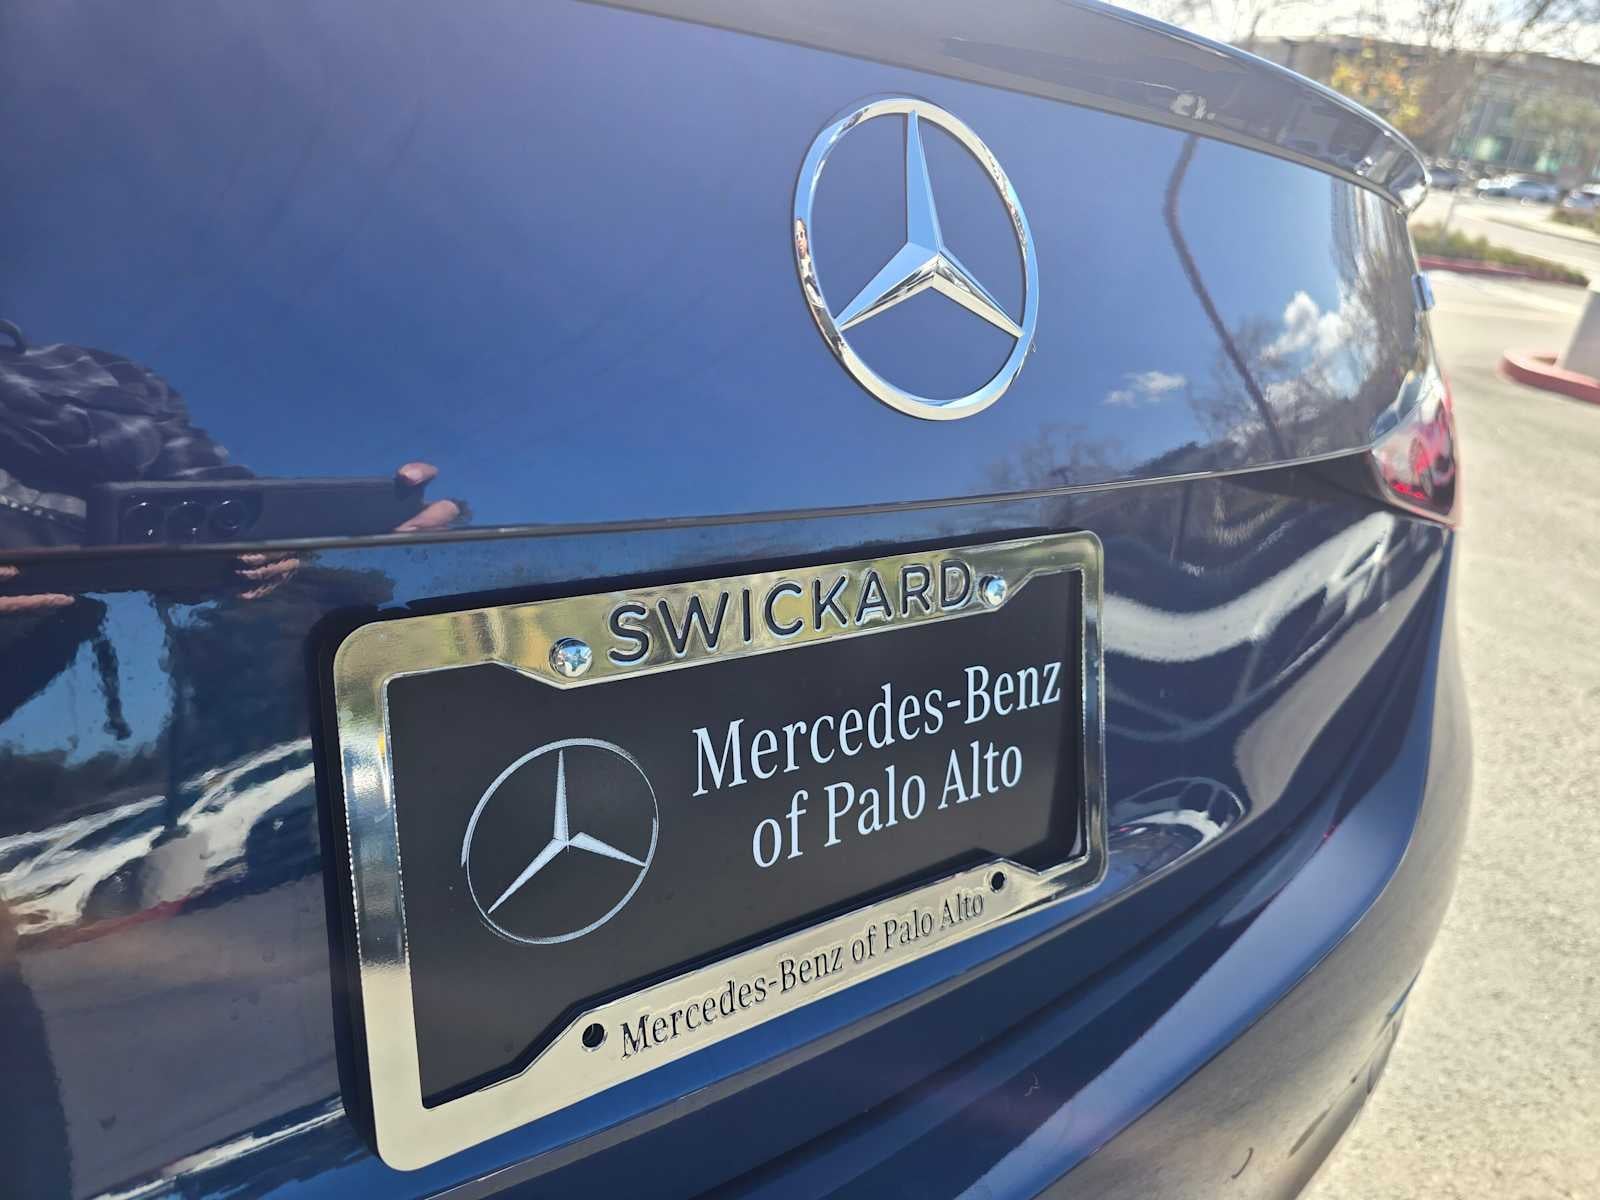 SWICKARD
Mercedes-Benz
of Palo Alto
Mercedes-Benz of Palo Alto